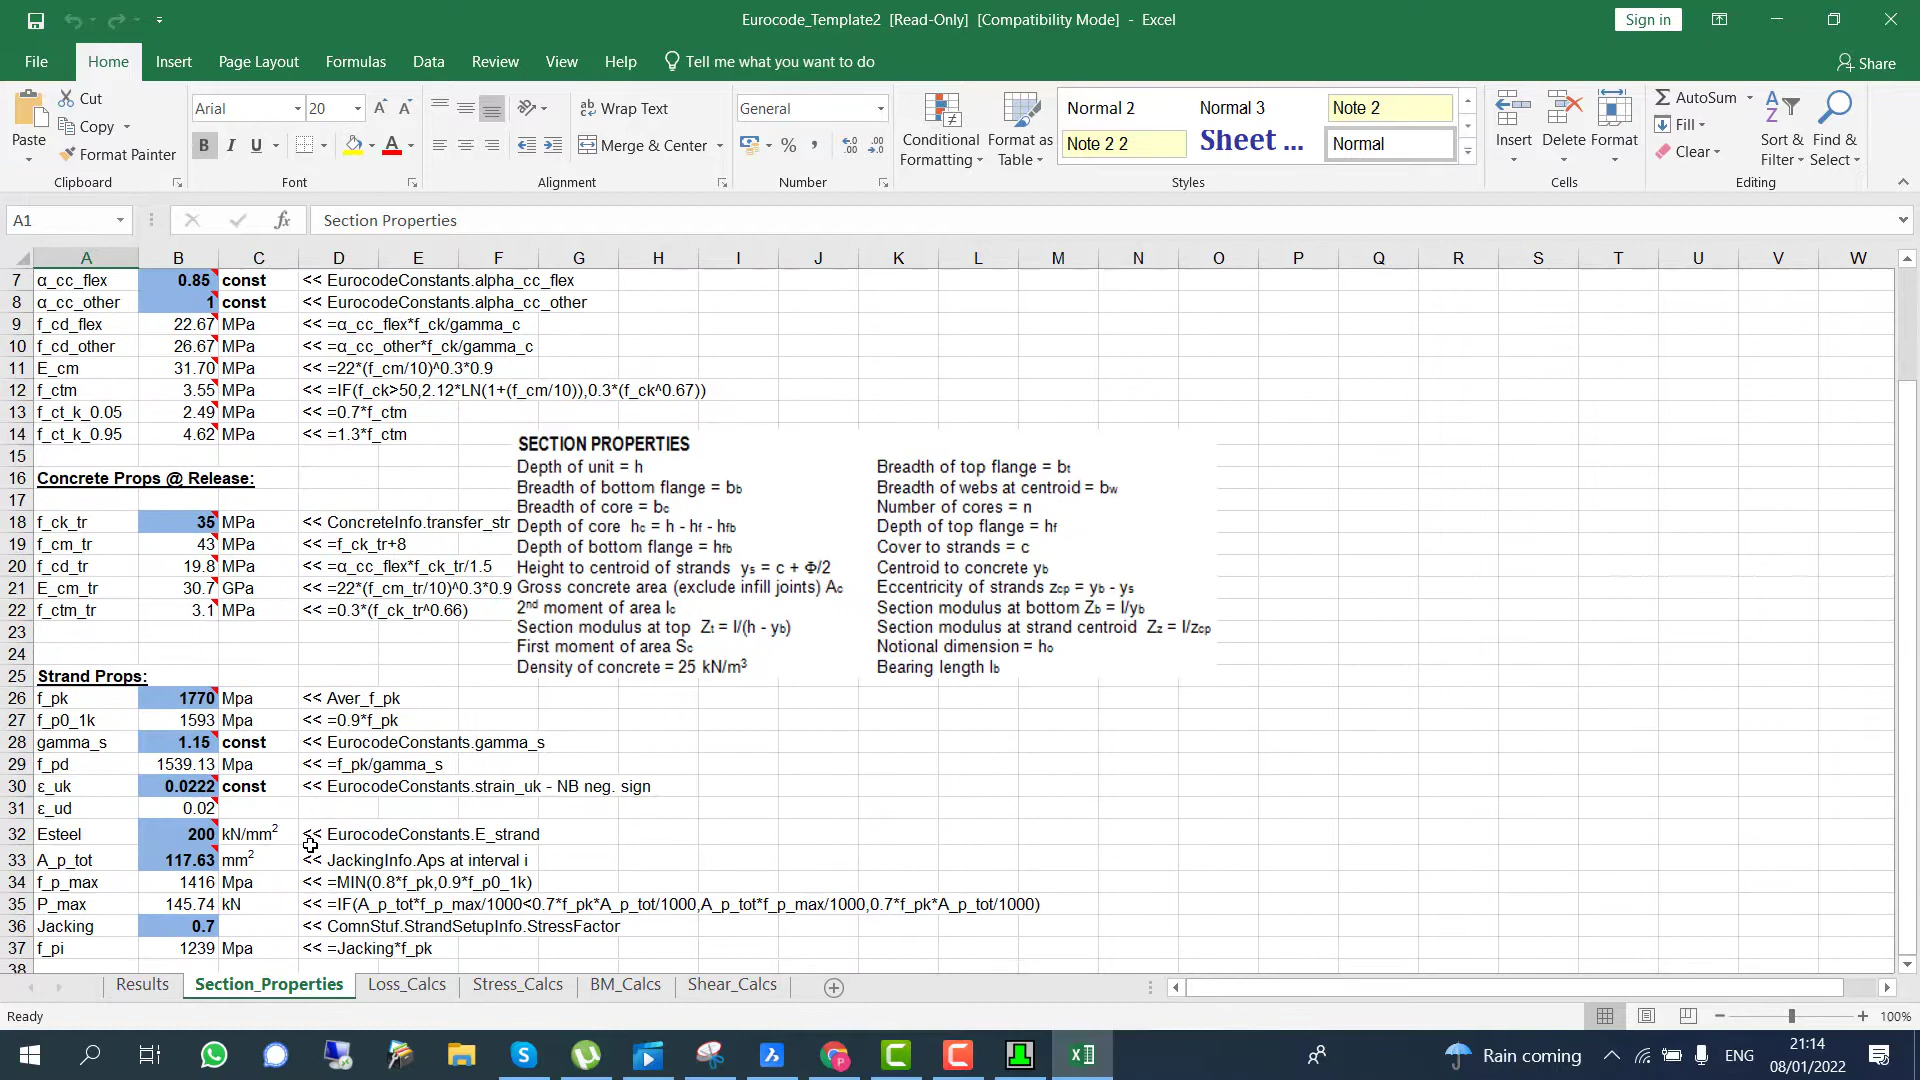 Eurocode_Template2 [Read-Only] [Compatibility Mode] - Excel
Sign in
File Home Insert Page Layout Formulas Data Review View Help Tell me what you want to do
Share
Paste
Cut
Copy
Format Painter
Clipboard
Arial 20
B I U
Font
Wrap Text
Merge & Center
Alignment
General
%
Number
Conditional Formatting
Format as Table
Normal 2 Normal 3 Note 2
Note 2 2 Sheet ... Normal
Styles
Insert Delete Format
Cells
AutoSum
Fill
Clear
Sort & Filter
Find & Select
Editing
A1 fx Section Properties
A B C D E F G H I J K L M N O P Q R S T U V W
7 α_cc_flex 0.85 const << EurocodeConstants.alpha_cc_flex
8 α_cc_other 1 const << EurocodeConstants.alpha_cc_other
9 f_cd_flex 22.67 MPa << =α_cc_flex*f_ck/gamma_c
10 f_cd_other 26.67 MPa << =α_cc_other*f_ck/gamma_c
11 E_cm 31.70 MPa << =22*(f_cm/10)^0.3*0.9
12 f_ctm 3.55 MPa << =IF(f_ck>50,2.12*LN(1+(f_cm/10)),0.3*(f_ck^0.67))
13 f_ct_k_0.05 2.49 MPa << =0.7*f_ctm
14 f_ct_k_0.95 4.62 MPa << =1.3*f_ctm
15
16 Concrete Props @ Release:
17
18 f_ck_tr 35 MPa << ConcreteInfo.transfer_str
19 f_cm_tr 43 MPa << =f_ck_tr+8
20 f_cd_tr 19.8 MPa << =α_cc_flex*f_ck_tr/1.5
21 E_cm_tr 30.7 GPa << =22*(f_cm_tr/10)^0.3*0.9
22 f_ctm_tr 3.1 MPa << =0.3*(f_ck_tr^0.66)
23
24
25 Strand Props:
26 f_pk 1770 Mpa << Aver_f_pk
27 f_p0_1k 1593 Mpa << =0.9*f_pk
28 gamma_s 1.15 const << EurocodeConstants.gamma_s
29 f_pd 1539.13 Mpa << =f_pk/gamma_s
30 ε_uk 0.0222 const << EurocodeConstants.strain_uk - NB neg. sign
31 ε_ud 0.02
32 Esteel 200 kN/mm² << EurocodeConstants.E_strand
33 A_p_tot 117.63 mm² << JackingInfo.Aps at interval i
34 f_p_max 1416 Mpa << =MIN(0.8*f_pk,0.9*f_p0_1k)
35 P_max 145.74 kN << =IF(A_p_tot*f_p_max/1000<0.7*f_pk*A_p_tot/1000,A_p_tot*f_p_max/1000,0.7*f_pk*A_p_tot/1000)
36 Jacking 0.7 << ComnStuf.StrandSetupInfo.StressFactor
37 f_pi 1239 Mpa << =Jacking*f_pk
38
SECTION PROPERTIES
Depth of unit = h Breadth of top flange = bt
Breadth of bottom flange = bb Breadth of webs at centroid = bw
Breadth of core = bc Number of cores = n
Depth of core hc = h - hf - hfb Depth of top flange = hf
Depth of bottom flange = hfb Cover to strands = c
Height to centroid of strands ys = c + Φ/2 Centroid to concrete yb
Gross concrete area (exclude infill joints) Ac Eccentricity of strands zcp = yb - ys
2nd moment of area Ic Section modulus at bottom Zb = I/yb
Section modulus at top Zt = I/(h - yb) Section modulus at strand centroid Zz = I/zcp
First moment of area Sc Notional dimension = ho
Density of concrete = 25 kN/m³ Bearing length lb
Results Section_Properties Loss_Calcs Stress_Calcs BM_Calcs Shear_Calcs
Ready
100%
Rain coming
ENG
21:14
08/01/2022